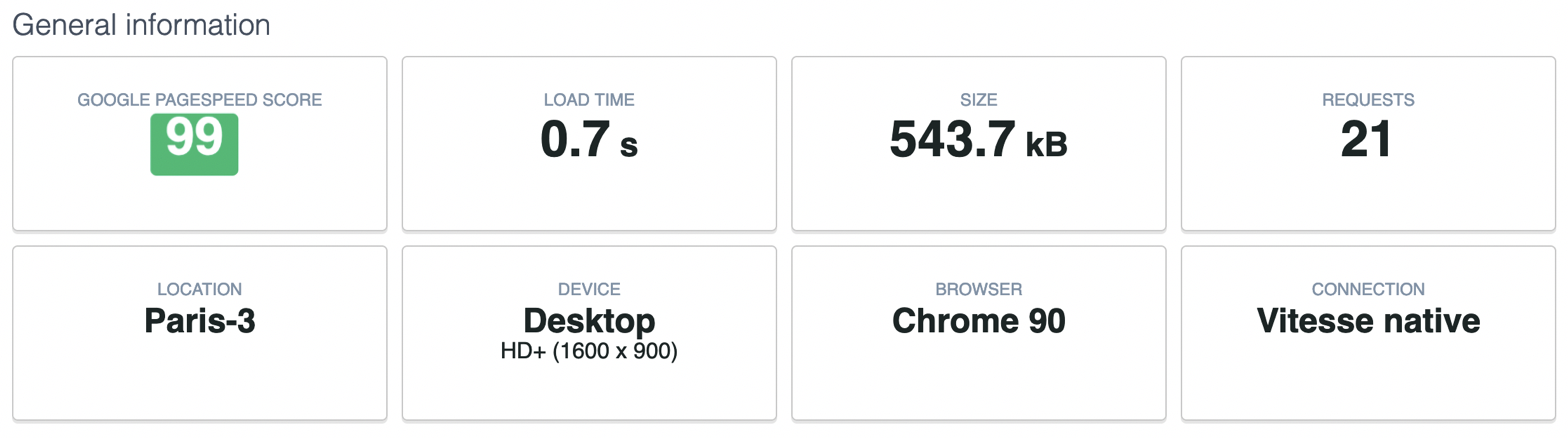 General information
GOOGLE PAGESPEED SCORE
99
LOAD TIME
0.7 s
SIZE
543.7 kB
REQUESTS
21
LOCATION
Paris-3
DEVICE
Desktop
HD+ (1600 x 900)
BROWSER
Chrome 90
CONNECTION
Vitesse native